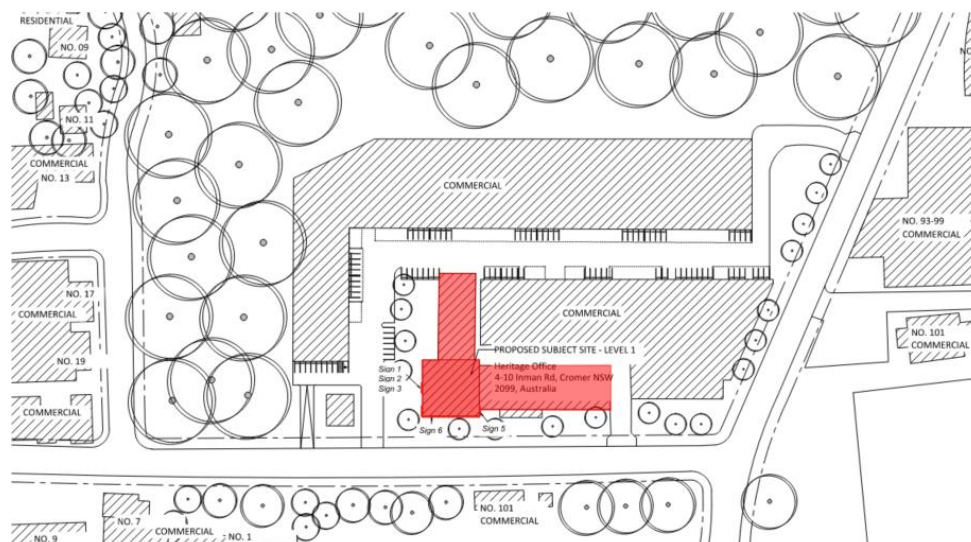 RESIDENTIAL
NO. 09
NO. 11
COMMERCIAL
NO. 13
COMMERCIAL
NO. 93-99
COMMERCIAL
NO. 17
COMMERCIAL
NO. 19
COMMERCIAL
COMMERCIAL
PROPOSED SUBJECT SITE - LEVEL 1
Heritage Office
4-10 Inman Rd, Cromer NSW
2099, Australia
Sign 1
Sign 2
Sign 3
Sign 6
Sign 5
NO. 101
COMMERCIAL
NO. 7
COMMERCIAL
NO. 9
NO. 1
NO. 101
COMMERCIAL